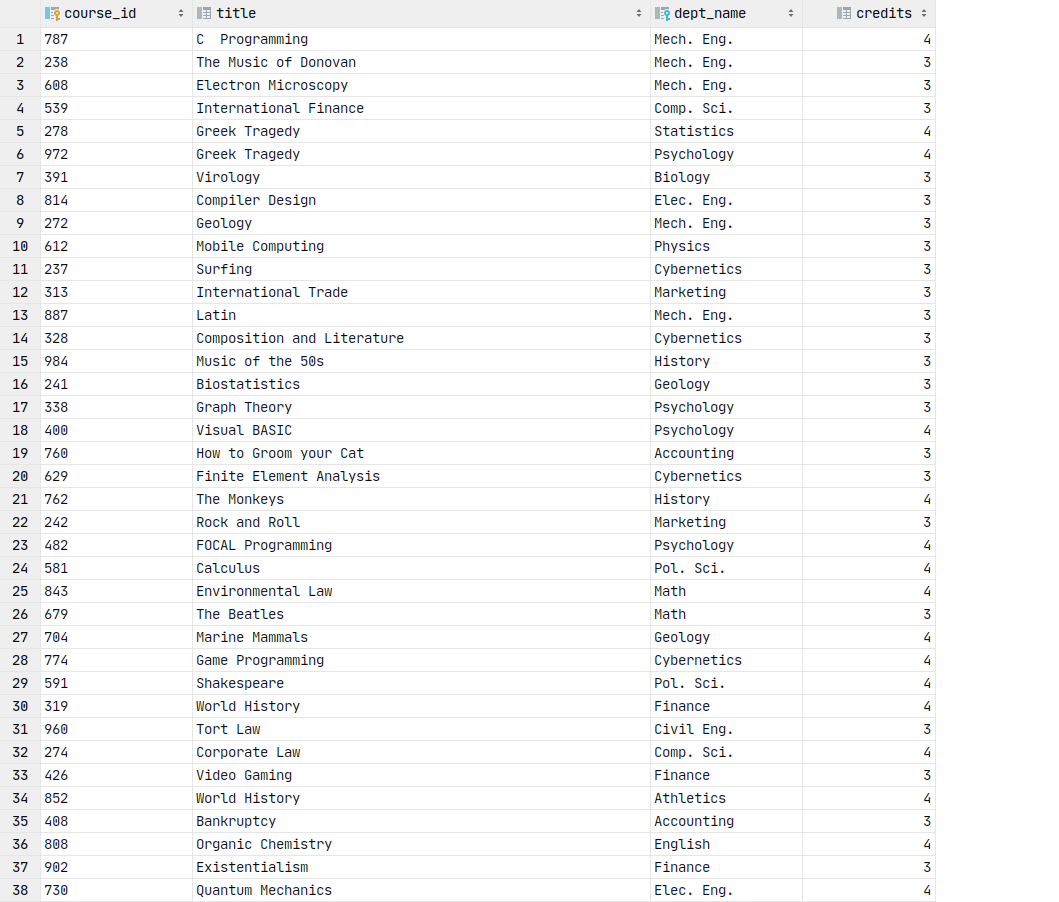 course_id title dept_name credits
1 787 C  Programming Mech. Eng. 4
2 238 The Music of Donovan Mech. Eng. 3
3 608 Electron Microscopy Mech. Eng. 3
4 539 International Finance Comp. Sci. 3
5 278 Greek Tragedy Statistics 4
6 972 Greek Tragedy Psychology 4
7 391 Virology Biology 3
8 814 Compiler Design Elec. Eng. 3
9 272 Geology Mech. Eng. 3
10 612 Mobile Computing Physics 3
11 237 Surfing Cybernetics 3
12 313 International Trade Marketing 3
13 887 Latin Mech. Eng. 3
14 328 Composition and Literature Cybernetics 3
15 984 Music of the 50s History 3
16 241 Biostatistics Geology 3
17 338 Graph Theory Psychology 3
18 400 Visual BASIC Psychology 4
19 760 How to Groom your Cat Accounting 3
20 629 Finite Element Analysis Cybernetics 3
21 762 The Monkeys History 4
22 242 Rock and Roll Marketing 3
23 482 FOCAL Programming Psychology 4
24 581 Calculus Pol. Sci. 4
25 843 Environmental Law Math 4
26 679 The Beatles Math 3
27 704 Marine Mammals Geology 4
28 774 Game Programming Cybernetics 4
29 591 Shakespeare Pol. Sci. 4
30 319 World History Finance 4
31 960 Tort Law Civil Eng. 3
32 274 Corporate Law Comp. Sci. 4
33 426 Video Gaming Finance 3
34 852 World History Athletics 4
35 408 Bankruptcy Accounting 3
36 808 Organic Chemistry English 4
37 902 Existentialism Finance 3
38 730 Quantum Mechanics Elec. Eng. 4